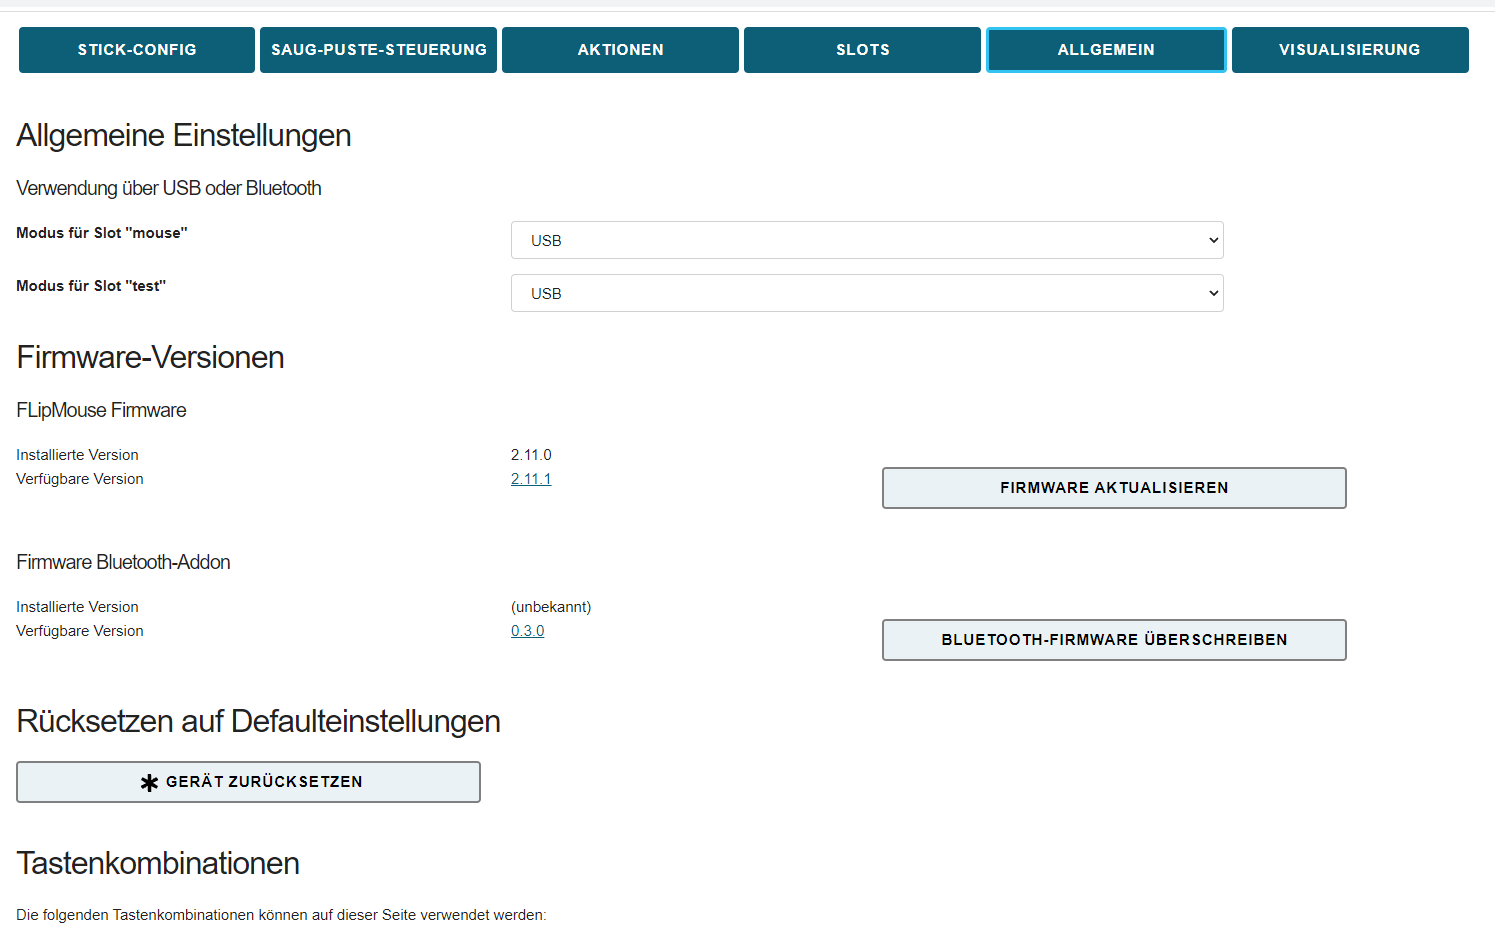 STICK-CONFIG
SAUG-PUSTE-STEUERUNG
AKTIONEN
SLOTS
ALLGEMEIN
VISUALISIERUNG
Allgemeine Einstellungen
Verwendung über USB oder Bluetooth
Modus für Slot "mouse"
USB
Modus für Slot "test"
USB
Firmware-Versionen
FLipMouse Firmware
Installierte Version
2.11.0
Verfügbare Version
2.11.1
FIRMWARE AKTUALISIEREN
Firmware Bluetooth-Addon
Installierte Version
(unbekannt)
Verfügbare Version
0.3.0
BLUETOOTH-FIRMWARE ÜBERSCHREIBEN
Rücksetzen auf Defaulteinstellungen
GERÄT ZURÜCKSETZEN
Tastenkombinationen
Die folgenden Tastenkombinationen können auf dieser Seite verwendet werden: